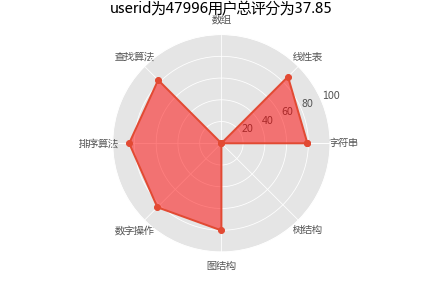 userid为47996用户总评分为37.85
数组
查找算法
线性表
100
80
60
40
20
排序算法
字符串
数字操作
树结构
图结构